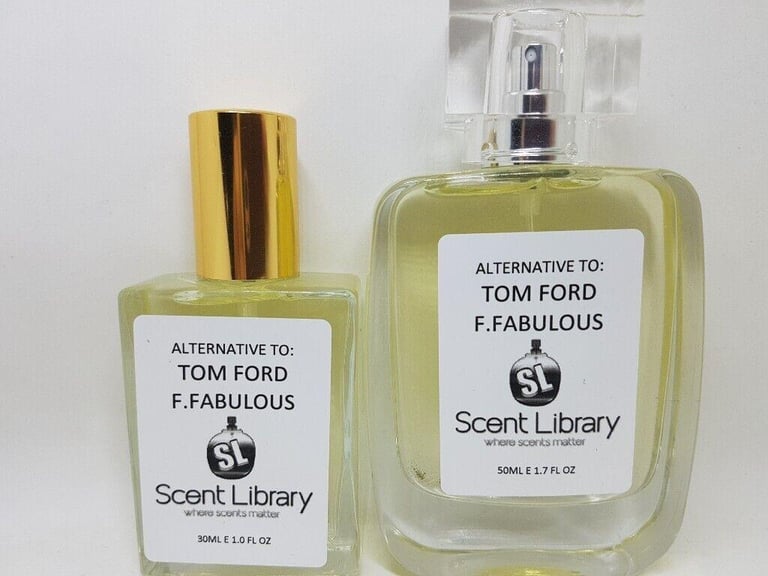 ALTERNATIVE TO:
TOM FORD
F.FABULOUS
SL
Scent Library
where scents matter
30ML E 1.0 FL OZ
ALTERNATIVE TO:
TOM FORD
F.FABULOUS
SL
Scent Library
where scents matter
50ML E 1.7 FL OZ